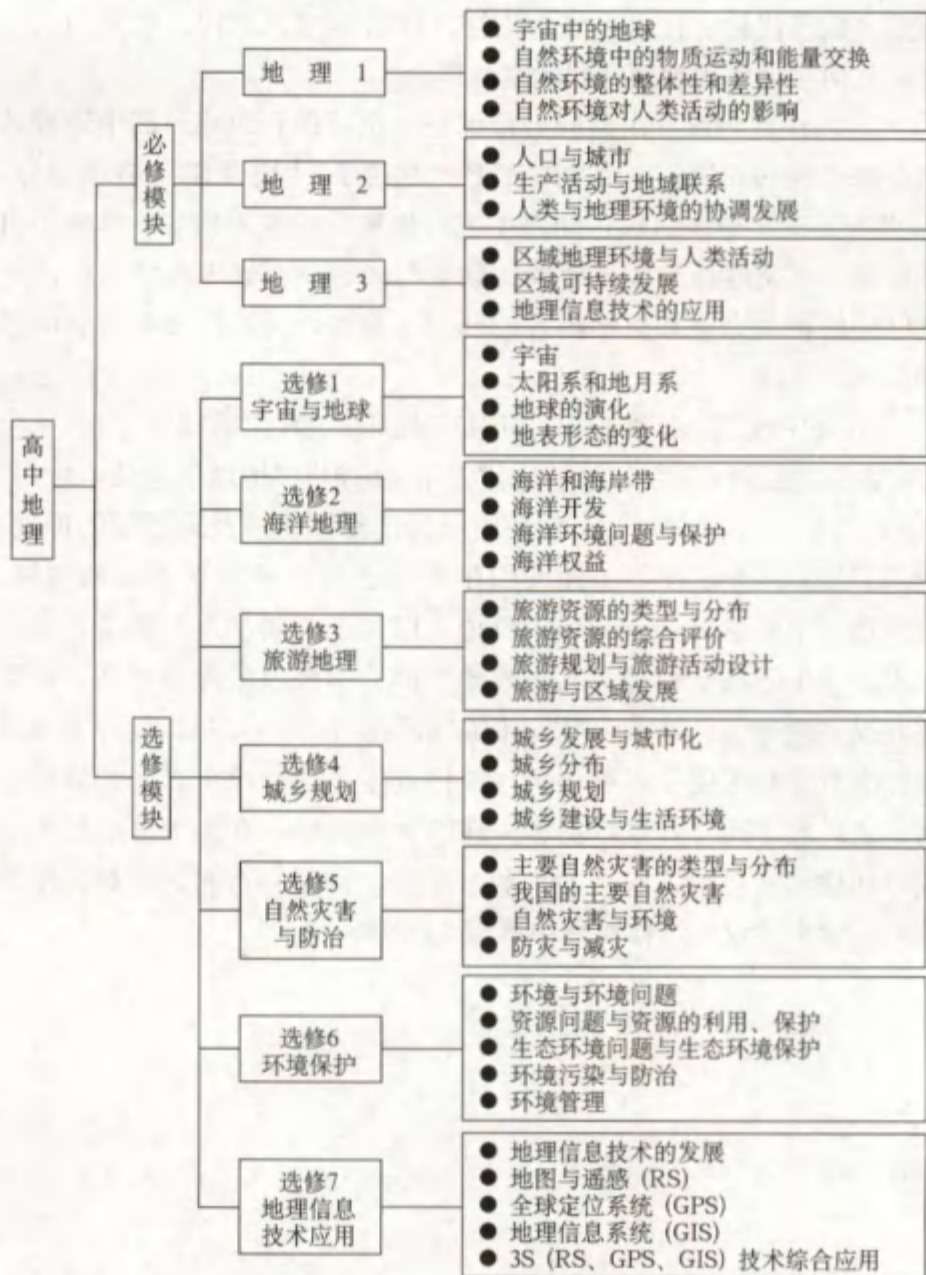 高中地理
必修模块
地 理 1
● 宇宙中的地球
● 自然环境中的物质运动和能量交换
● 自然环境的整体性和差异性
● 自然环境对人类活动的影响
地 理 2
● 人口与城市
● 生产活动与地域联系
● 人类与地理环境的协调发展
地 理 3
● 区域地理环境与人类活动
● 区域可持续发展
● 地理信息技术的应用
选修模块
选修1
宇宙与地球
● 宇宙
● 太阳系和地月系
● 地球的演化
● 地表形态的变化
选修2
海洋地理
● 海洋和海岸带
● 海洋开发
● 海洋环境问题与保护
● 海洋权益
选修3
旅游地理
● 旅游资源的类型与分布
● 旅游资源的综合评价
● 旅游规划与旅游活动设计
● 旅游与区域发展
选修4
城乡规划
● 城乡发展与城市化
● 城乡分布
● 城乡规划
● 城乡建设与生活环境
选修5
自然灾害
与防治
● 主要自然灾害的类型与分布
● 我国的主要自然灾害
● 自然灾害与环境
● 防灾与减灾
选修6
环境保护
● 环境与环境问题
● 资源问题与资源的利用、保护
● 生态环境问题与生态环境保护
● 环境污染与防治
● 环境管理
选修7
地理信息
技术应用
● 地理信息技术的发展
● 地图与遥感 (RS)
● 全球定位系统 (GPS)
● 地理信息系统 (GIS)
● 3S (RS、GPS、GIS) 技术综合应用